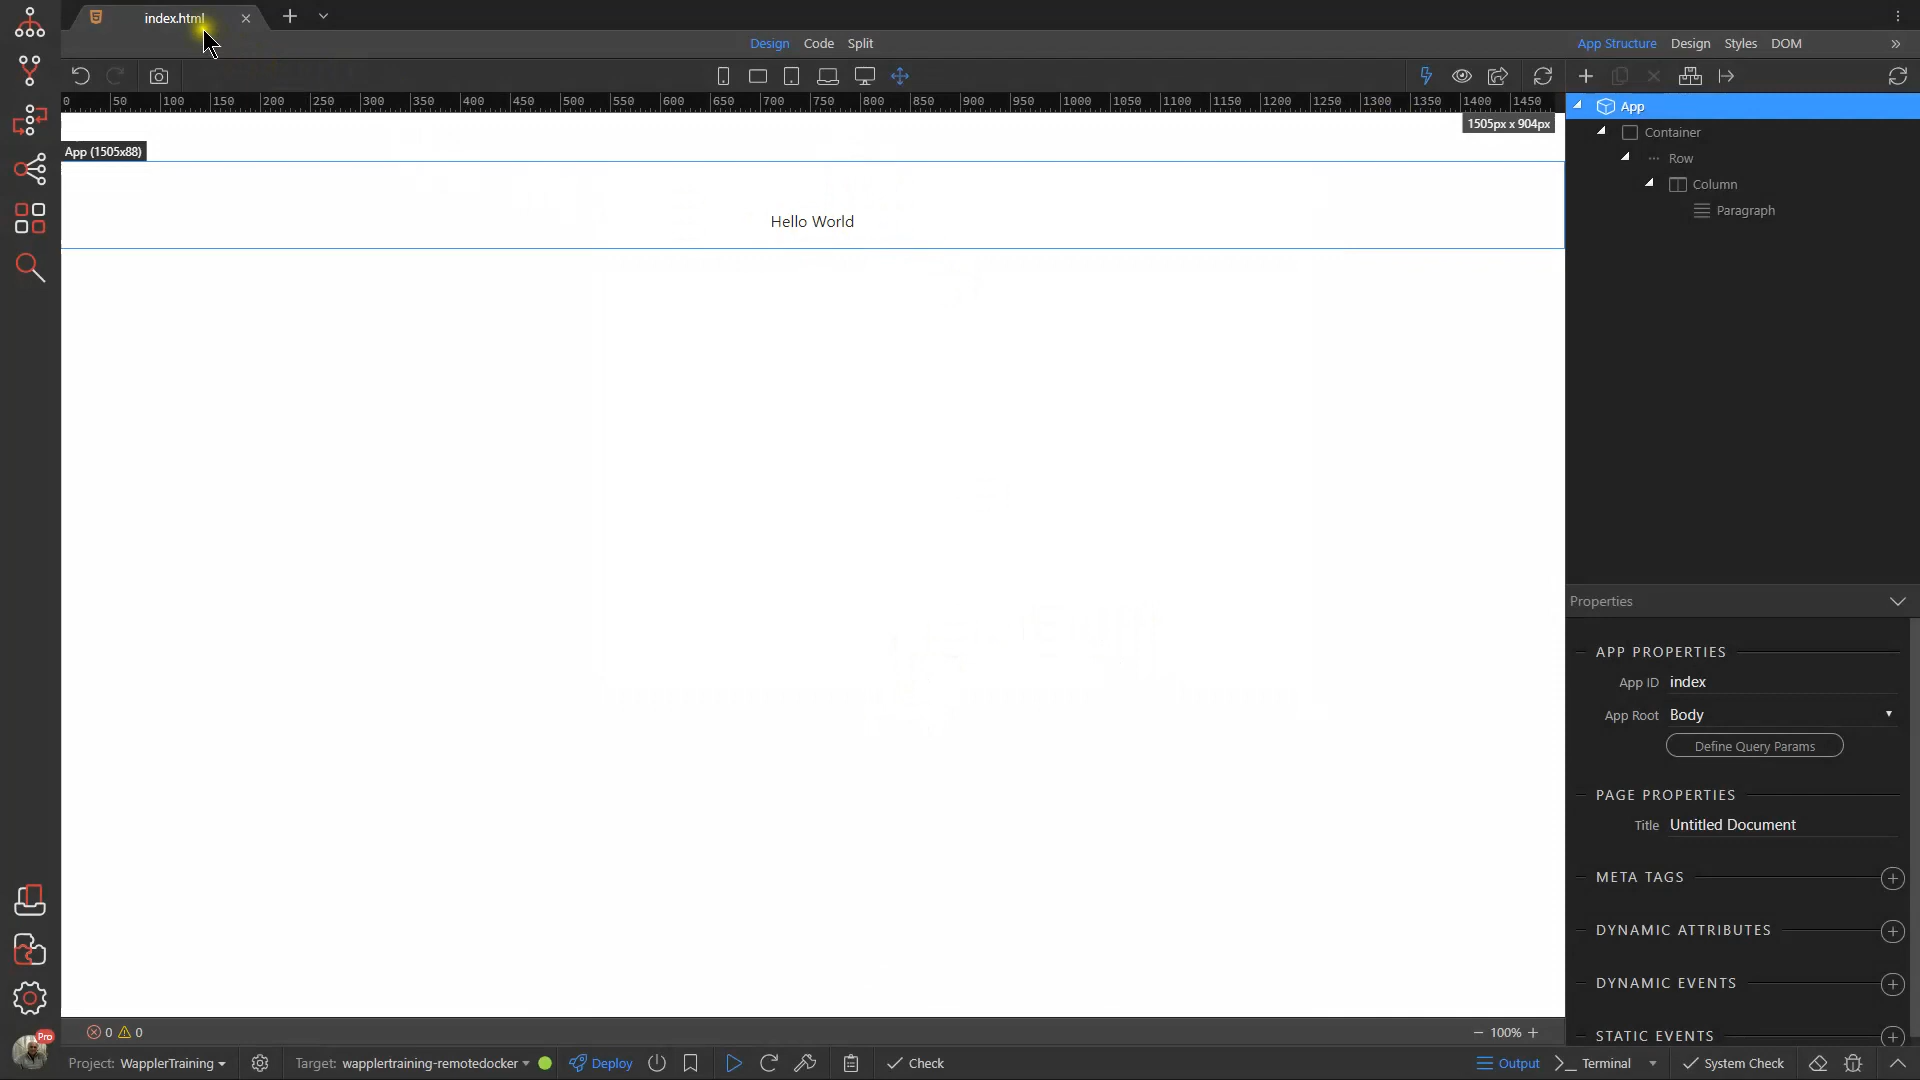 index.html
Design Code Split
App Structure Design Styles DOM
0 50 100 150 200 250 300 350 400 450 500 550 600 650 700 750 800 850 900 950 1000 1050 1100 1150 1200 1250 1300 1350 1400 1450
1505px x 904px
App (1505x88)
Hello World
App
Container
Row
Column
Paragraph
Properties
APP PROPERTIES
App ID index
App Root Body
Define Query Params
PAGE PROPERTIES
Title Untitled Document
META TAGS
DYNAMIC ATTRIBUTES
DYNAMIC EVENTS
STATIC EVENTS
0 0
100%
Pro
Project: WapplerTraining
Target: wapplertraining-remotedocker
Deploy
Check
Output
Terminal
System Check